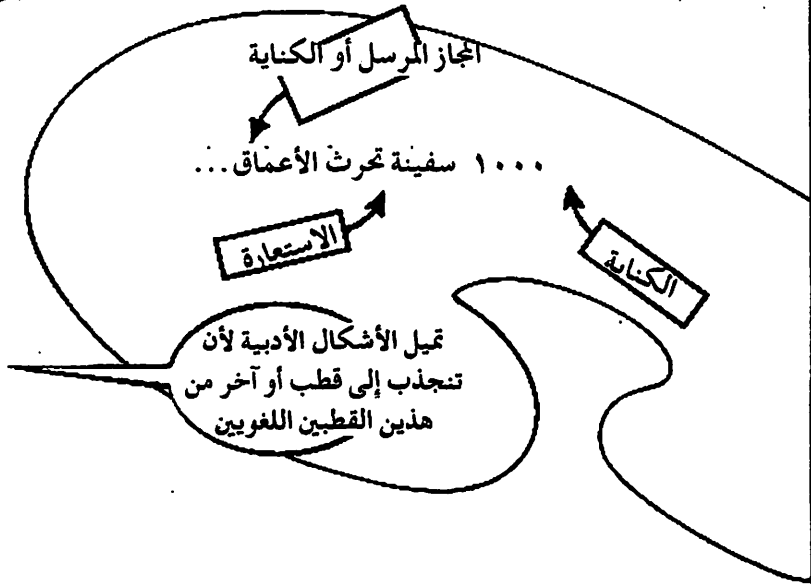 المجاز المرسل أو الكناية
١٠٠٠ سفينة تحرث الأعماق...
الاستعارة
الكناية
تميل الأشكال الأدبية لأن
تنجذب إلى قطب أو آخر من
هذين القطبين اللغويين